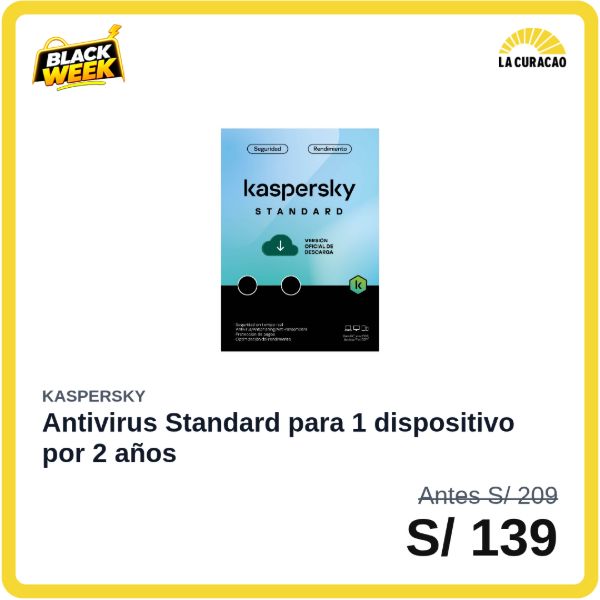 BLACK
WEEK
LA CURACAO
Seguridad
Rendimiento
kaspersky
STANDARD
VERSIÓN
OFICIAL DE
DESCARGA
KASPERSKY
Antivirus Standard para 1 dispositivo
por 2 años
Antes S/ 209
S/ 139